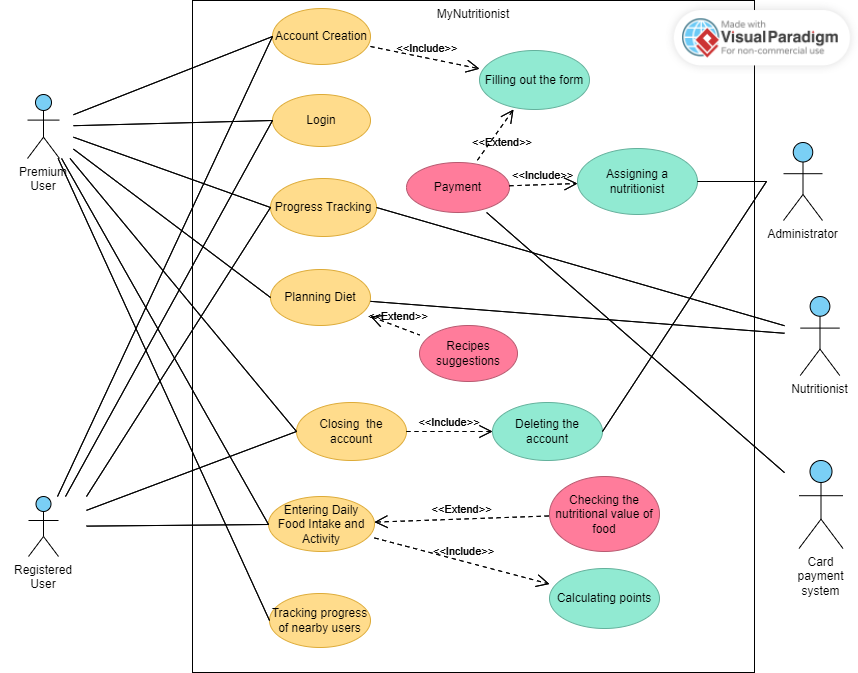 MyNutritionist
Made with
VisualParadigm
For non-commercial use
Account Creation
<<Include>>
Filling out the form
Login
<<Extend>>
Premium
User
Payment
<<Include>>
Assigning a
nutritionist
Progress Tracking
Administrator
Planning Diet
<<Extend>>
Recipes
suggestions
Nutritionist
Closing the
account
<<Include>>
Deleting the
account
Entering Daily
Food Intake and
Activity
<<Extend>>
Checking the
nutritional value of
food
<<Include>>
Registered
User
Card
payment
system
Calculating points
Tracking progress
of nearby users